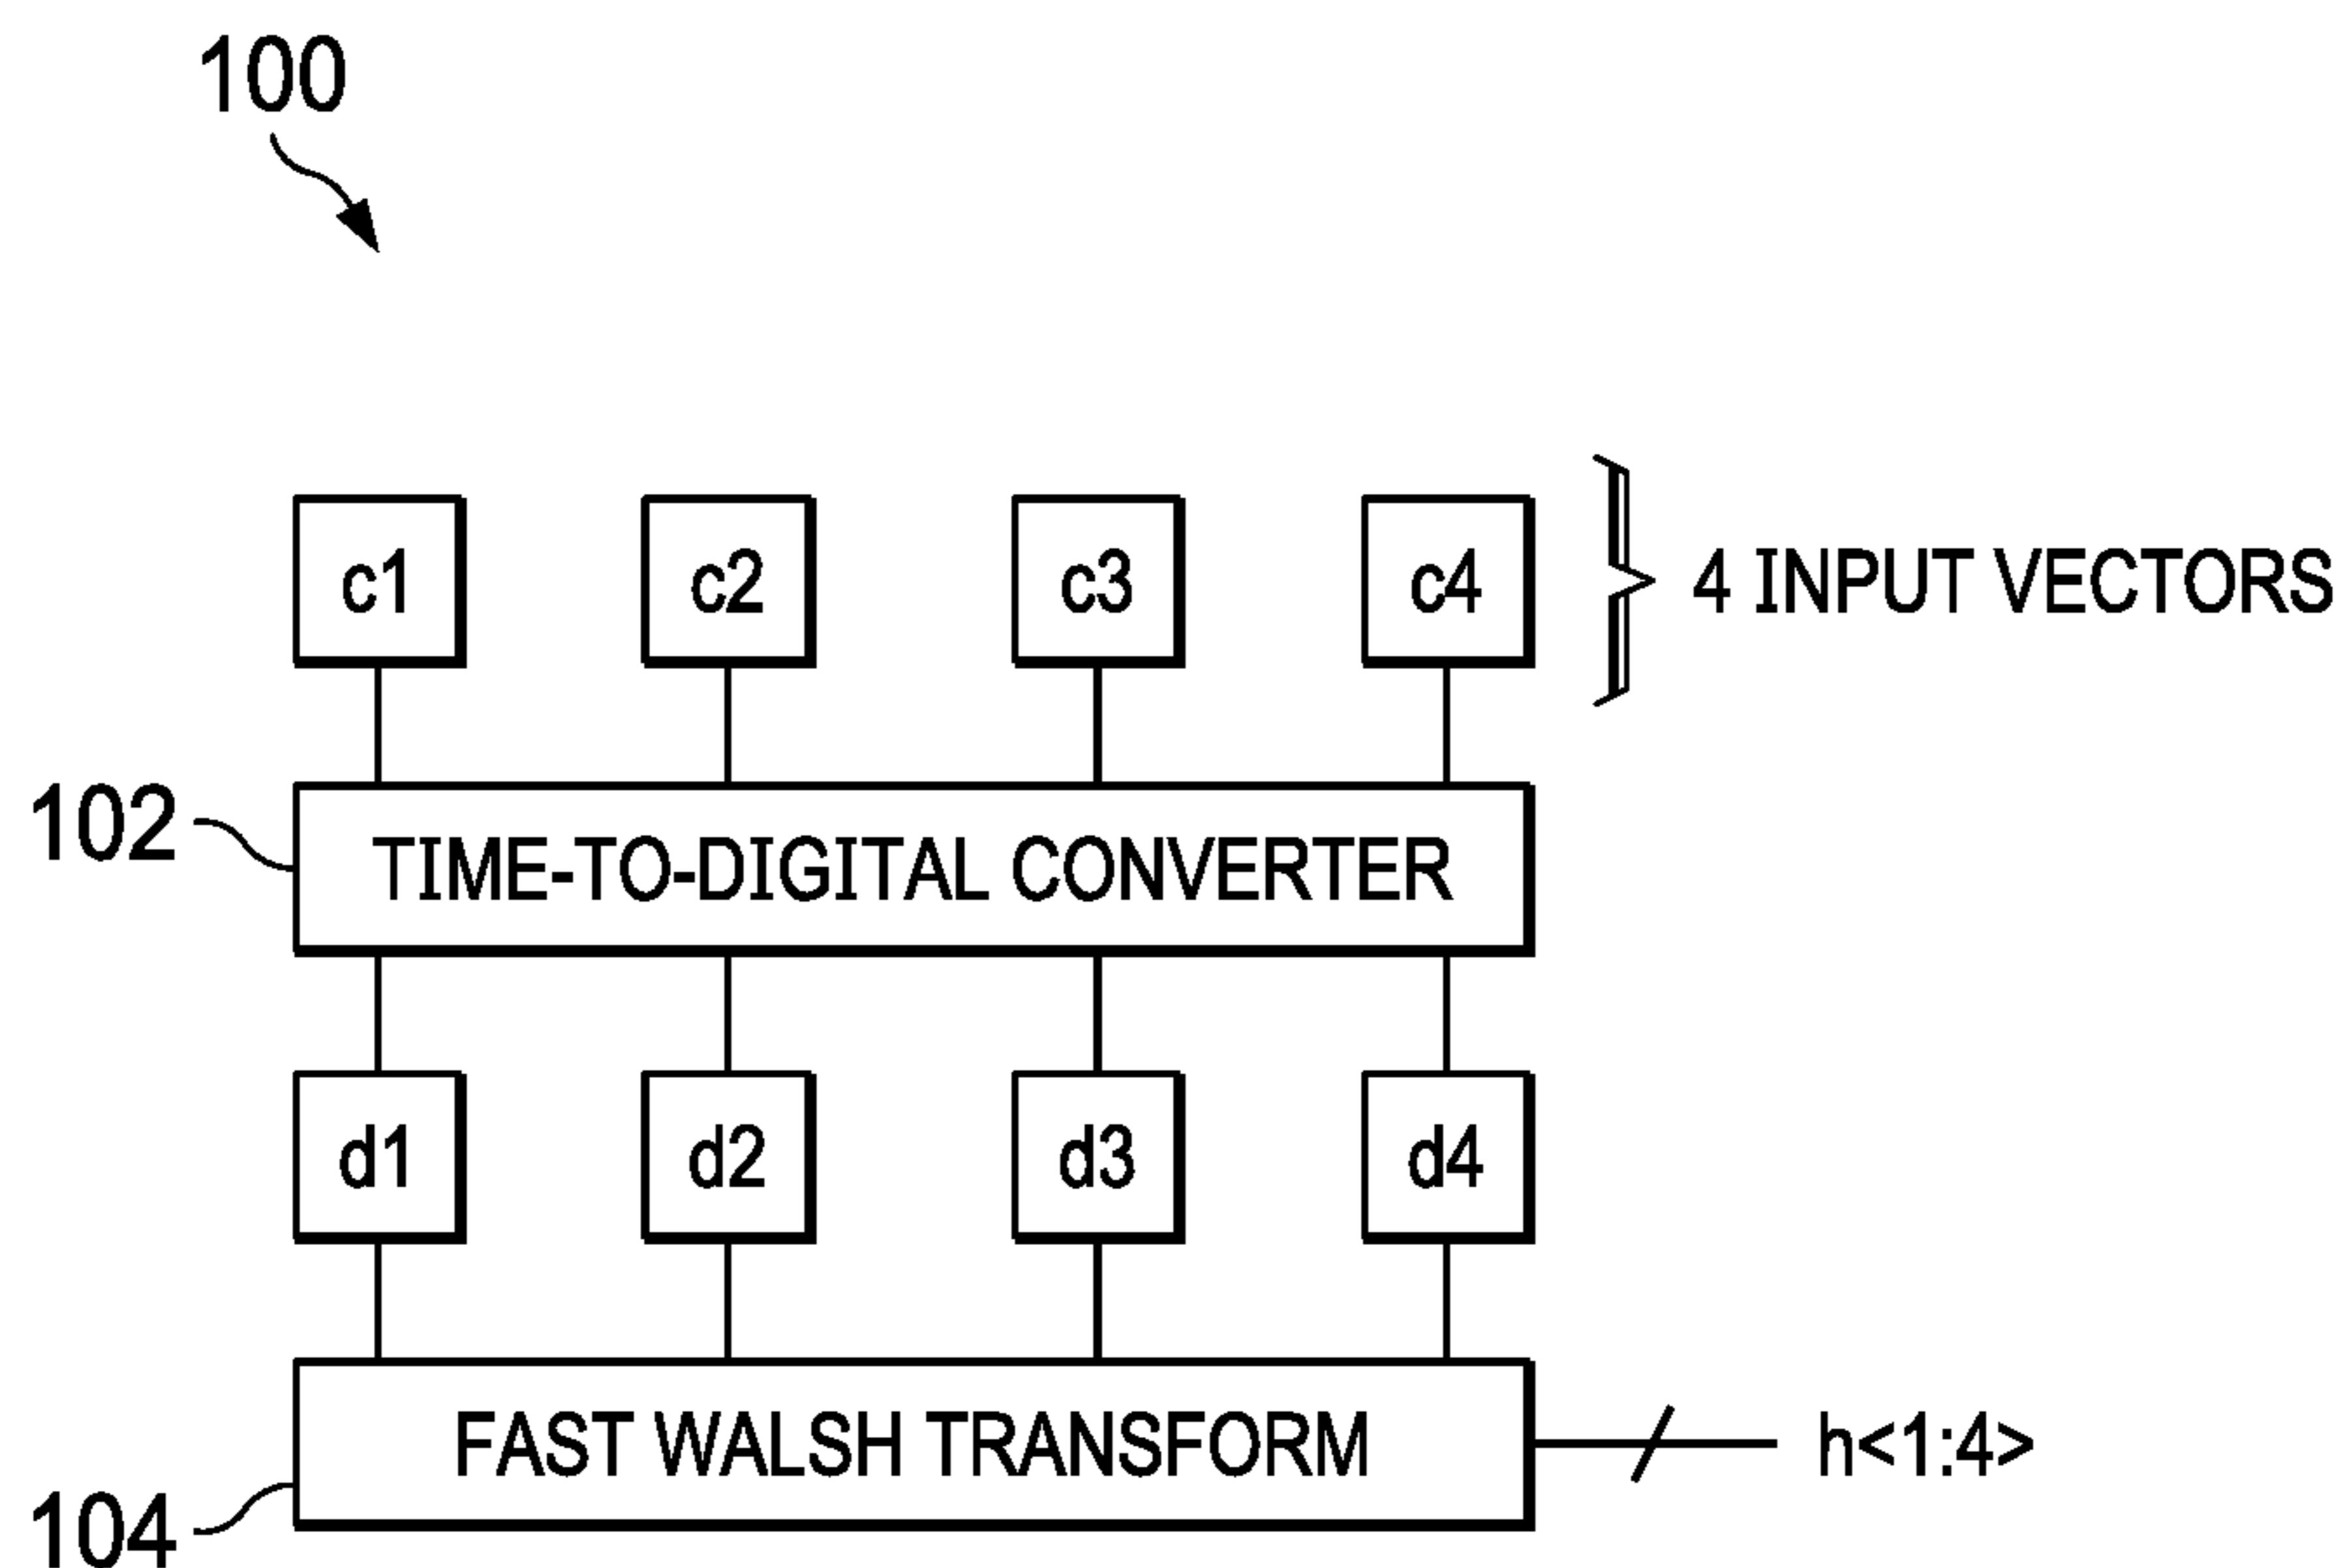 100
c1 c2 c3 c4 4 INPUT VECTORS
102 TIME-TO-DIGITAL CONVERTER
d1 d2 d3 d4
FAST WALSH TRANSFORM h<1:4>
104